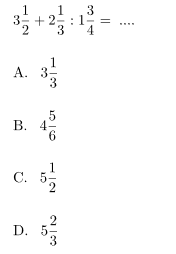 3 1/2 + 2 1/3 : 1 3/4 = ....
A. 3 1/3
B. 4 5/6
C. 5 1/2
D. 5 2/3